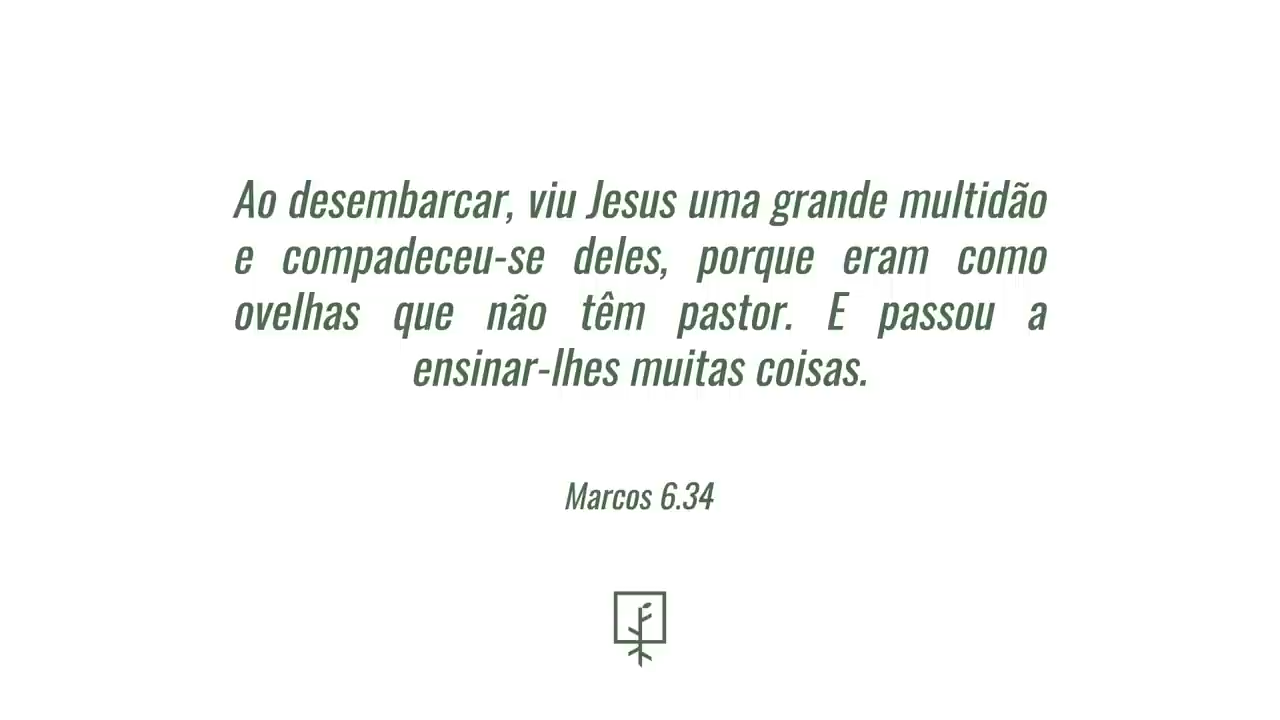 Ao desembarcar, viu Jesus uma grande multidão
e compadeceu-se deles, porque eram como
ovelhas que não têm pastor. E passou a
ensinar-lhes muitas coisas.
Marcos 6.34